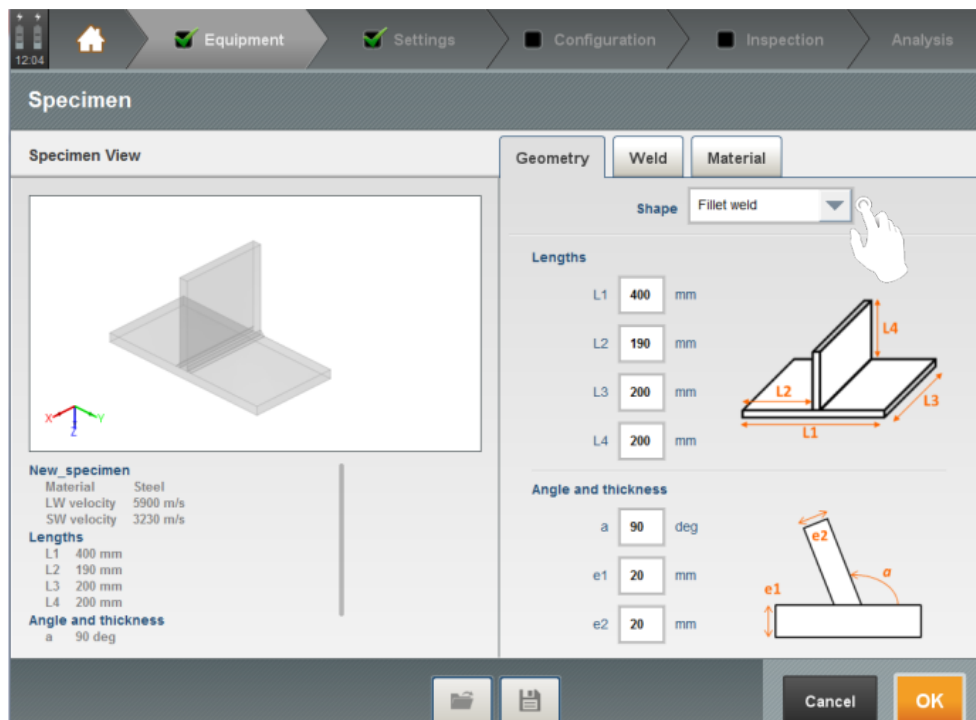 12:04
Equipment
Settings
Configuration
Inspection
Analysis
Specimen
Specimen View
X
Y
Z
New_specimen
Material Steel
LW velocity 5900 m/s
SW velocity 3230 m/s
Lengths
L1 400 mm
L2 190 mm
L3 200 mm
L4 200 mm
Angle and thickness
a 90 deg
Geometry
Weld
Material
Shape Fillet weld
Lengths
L1 400 mm
L2 190 mm
L3 200 mm
L4 200 mm
L4
L2
L3
L1
Angle and thickness
a 90 deg
e1 20 mm
e2 20 mm
e2
a
e1
Cancel
OK